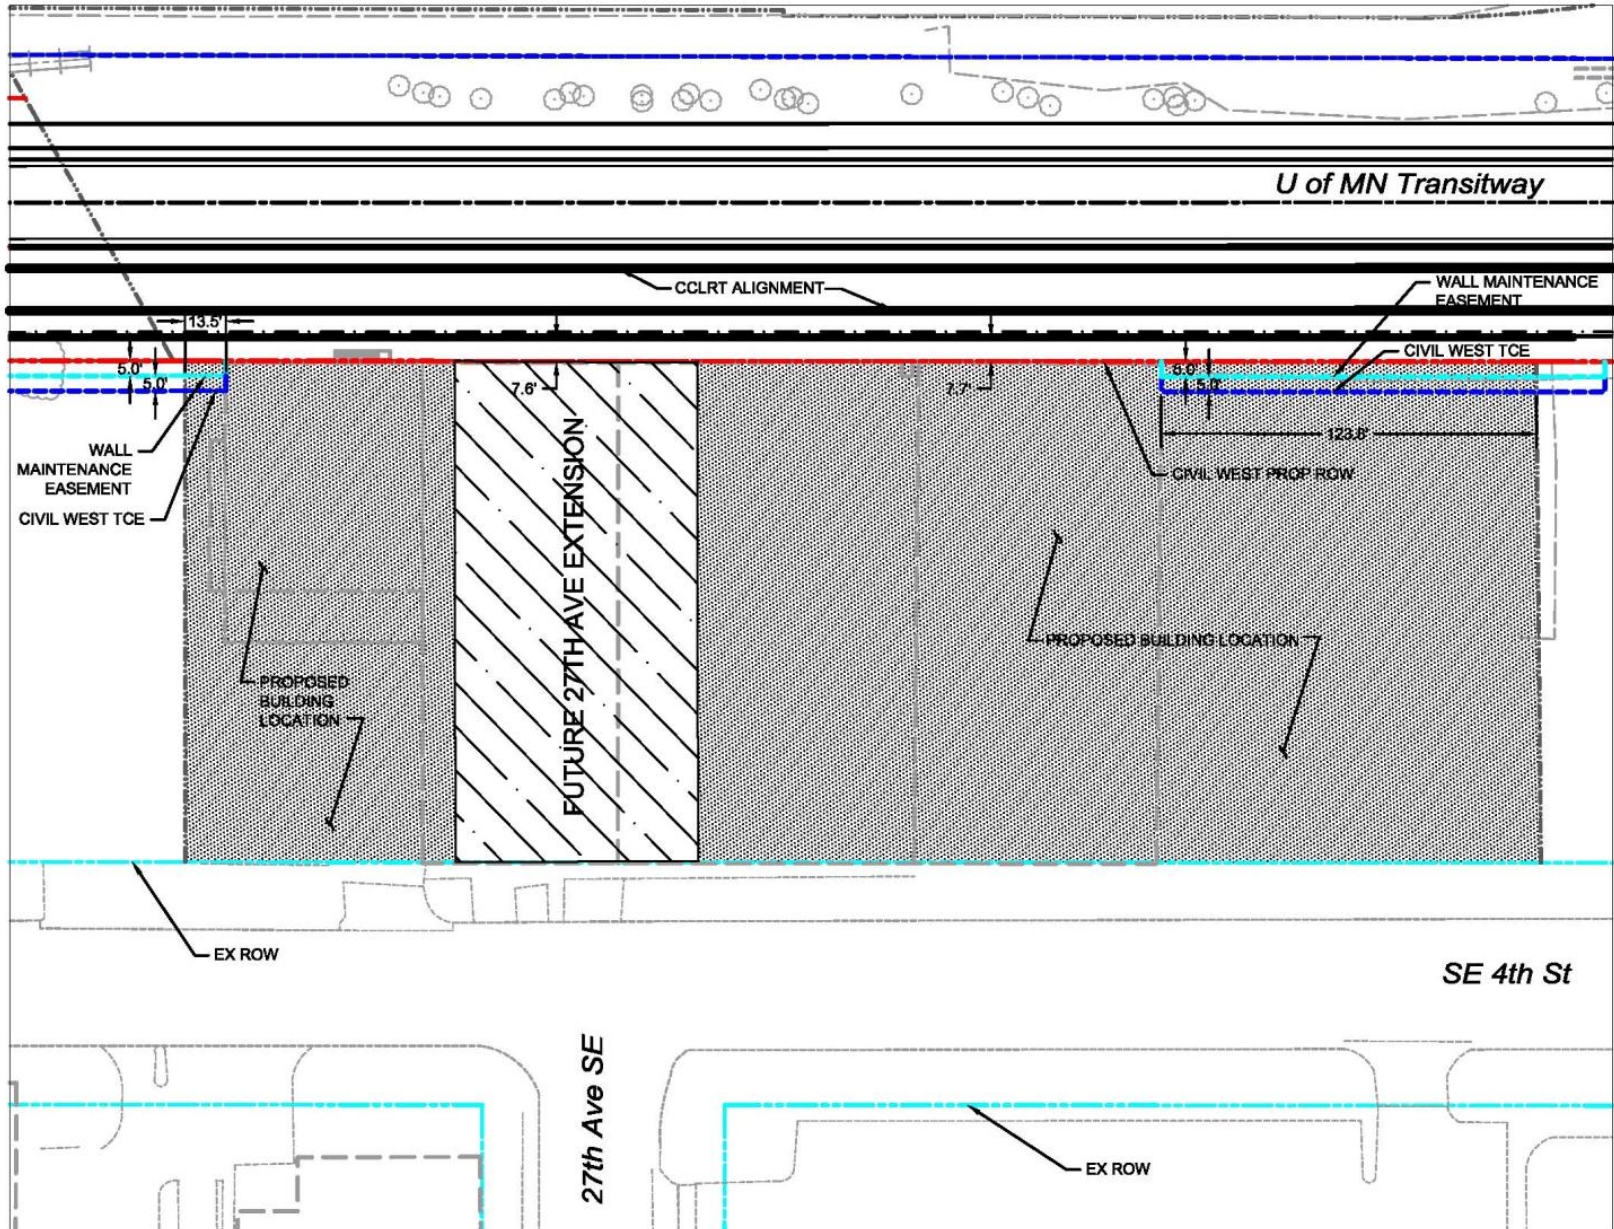 U of MN Transitway
CCLRT ALIGNMENT
WALL MAINTENANCE
EASEMENT
13.5'
CIVIL WEST TCE
5.0'
5.0'
7.6'
7.7'
5.0'
123.8'
WALL
MAINTENANCE
EASEMENT
CIVIL WEST TCE
CIVIL WEST PROP ROW
FUTURE 27TH AVE EXTENSION
PROPOSED BUILDING LOCATION
PROPOSED
BUILDING
LOCATION
EX ROW
SE 4th St
27th Ave SE
EX ROW